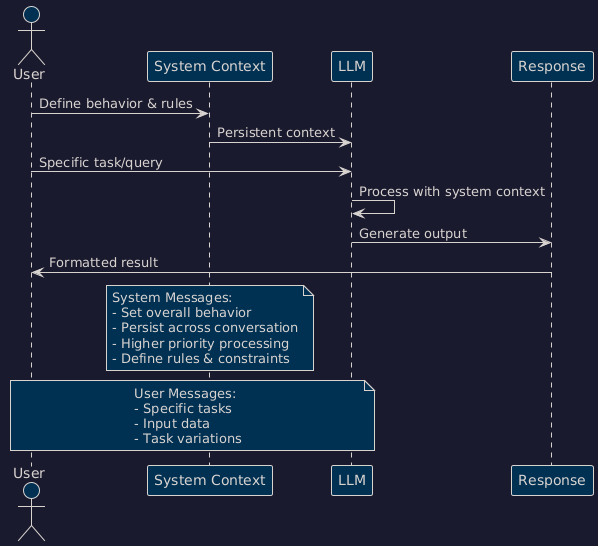 User
System Context
LLM
Response
Define behavior & rules
Persistent context
Specific task/query
Process with system context
Generate output
Formatted result
System Messages:
- Set overall behavior
- Persist across conversation
- Higher priority processing
- Define rules & constraints
User Messages:
- Specific tasks
- Input data
- Task variations
User
System Context
LLM
Response